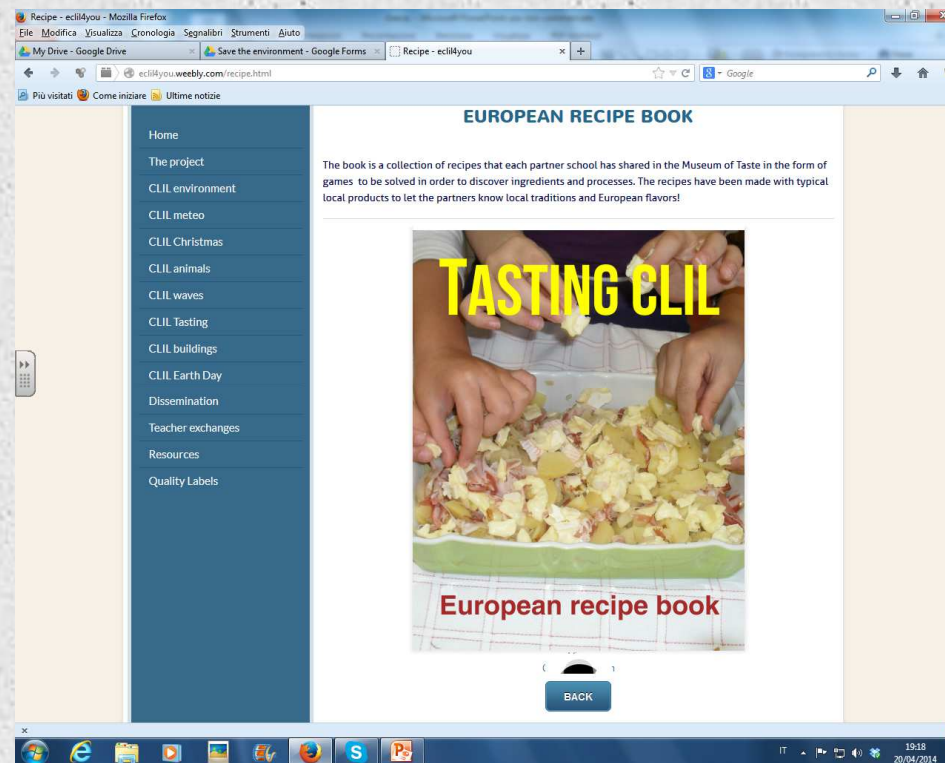 Recipe - eclil4you - Mozilla Firefox
File Modifica Visualizza Cronologia Segnalibri Strumenti Aiuto
My Drive - Google Drive
Save the environment - Google Forms
Recipe - eclil4you
eclil4you.weebly.com/recipe.html
Google
Più visitati Come iniziare Ultime notizie
Home
The project
CLIL environment
CLIL meteo
CLIL Christmas
CLIL animals
CLIL waves
CLIL Tasting
CLIL buildings
CLIL Earth Day
Dissemination
Teacher exchanges
Resources
Quality Labels
EUROPEAN RECIPE BOOK
The book is a collection of recipes that each partner school has shared in the Museum of Taste in the form of
games to be solved in order to discover ingredients and processes. The recipes have been made with typical
local products to let the partners know local traditions and European flavors!
TASTING CLIL
European recipe book
BACK
IT
19:18
20/04/2014